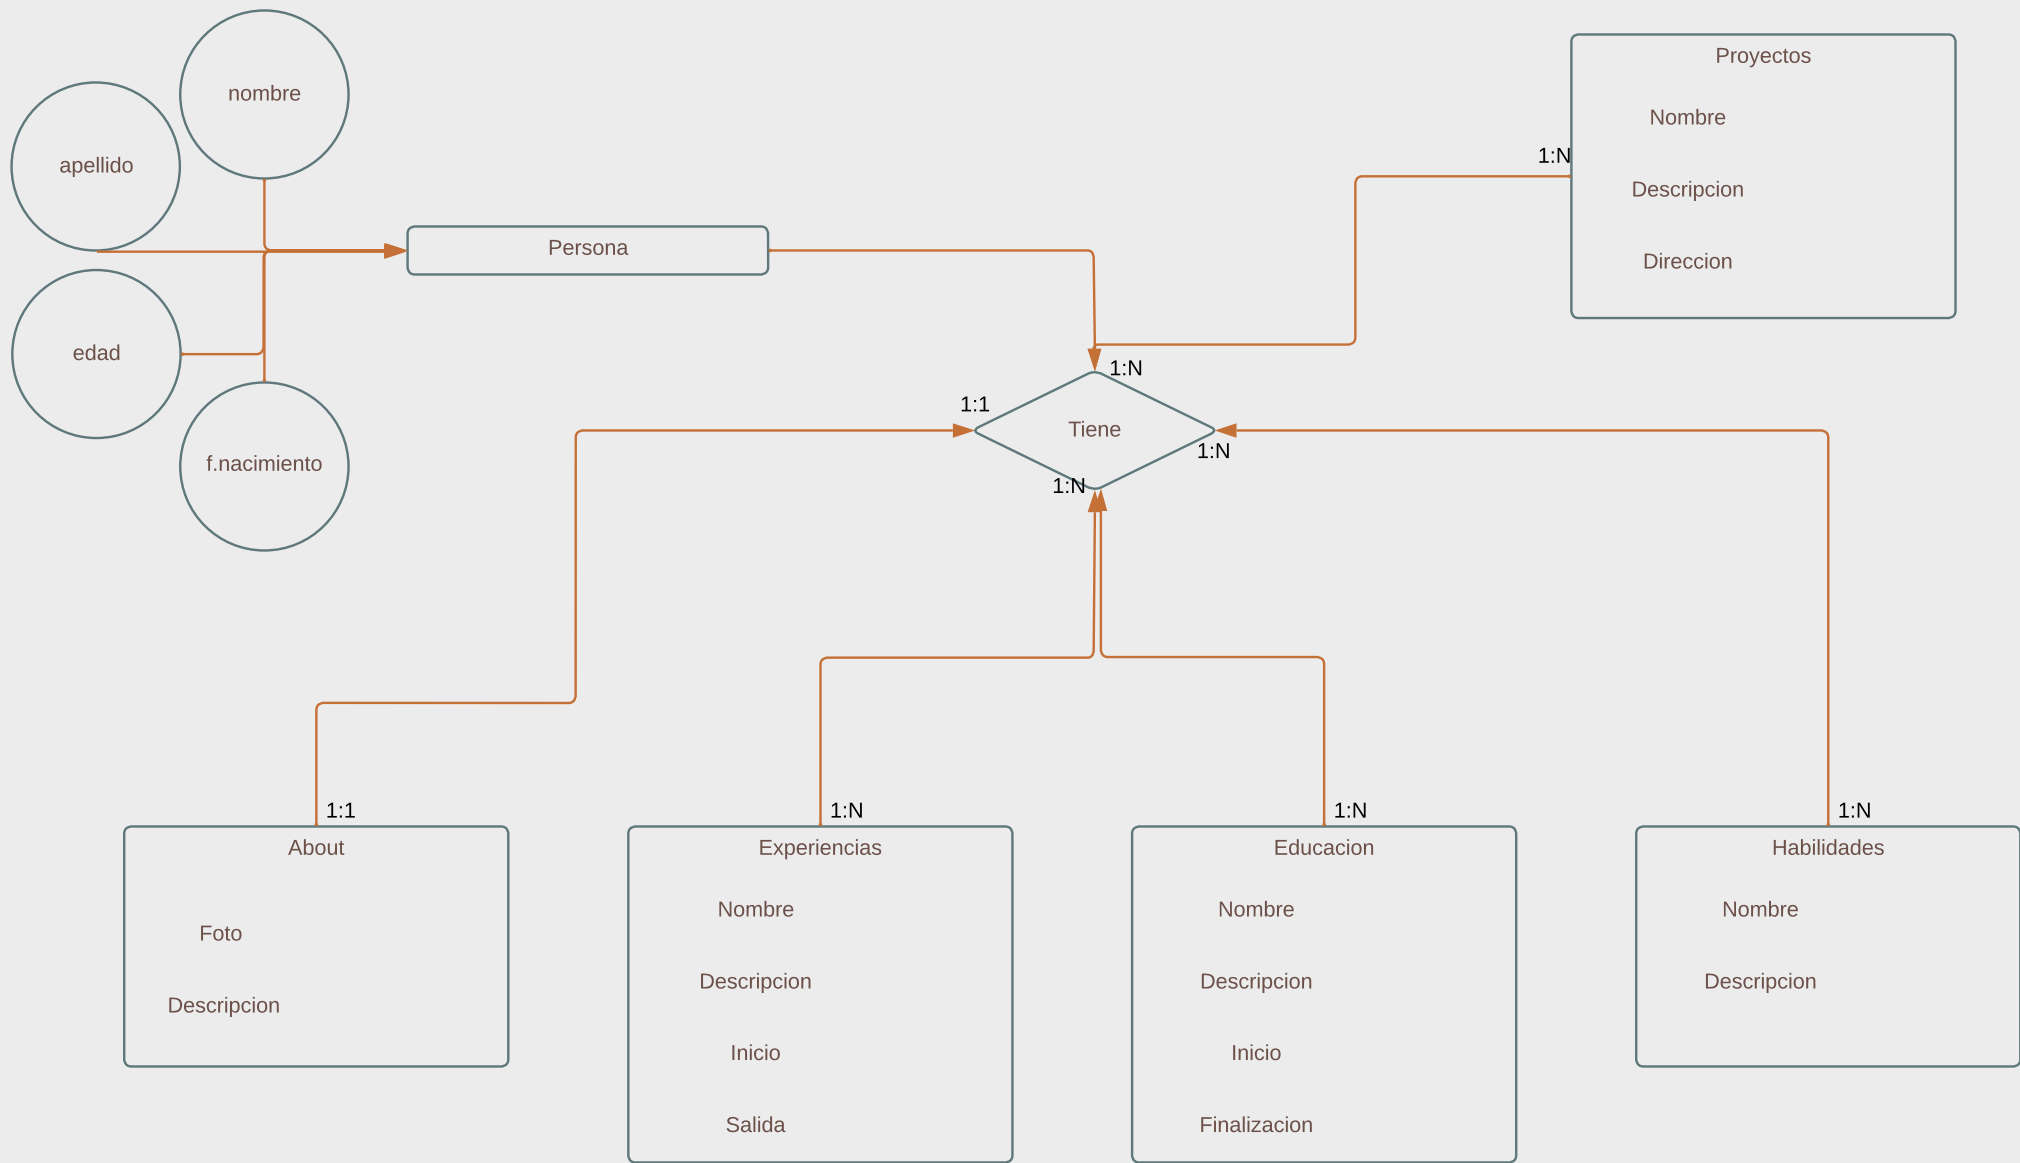 nombre
apellido
edad
f.nacimiento
Persona
Proyectos
Nombre
Descripcion
Direccion
1:N
1:N
1:1
Tiene
1:N
1:N
1:1
About
Foto
Descripcion
1:N
Experiencias
Nombre
Descripcion
Inicio
Salida
1:N
Educacion
Nombre
Descripcion
Inicio
Finalizacion
1:N
Habilidades
Nombre
Descripcion